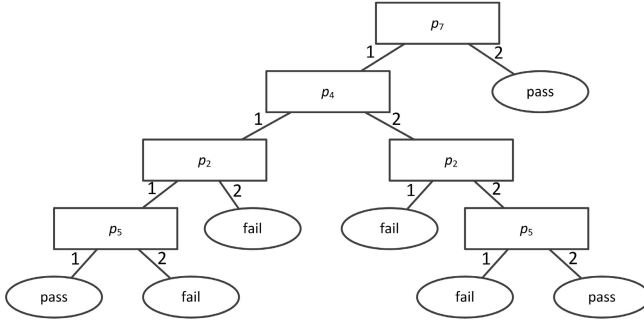 p7
1 2
p4 pass
1 2
p2 p2
1 2 1 2
p5 fail fail p5
1 2 1 2
pass fail fail pass